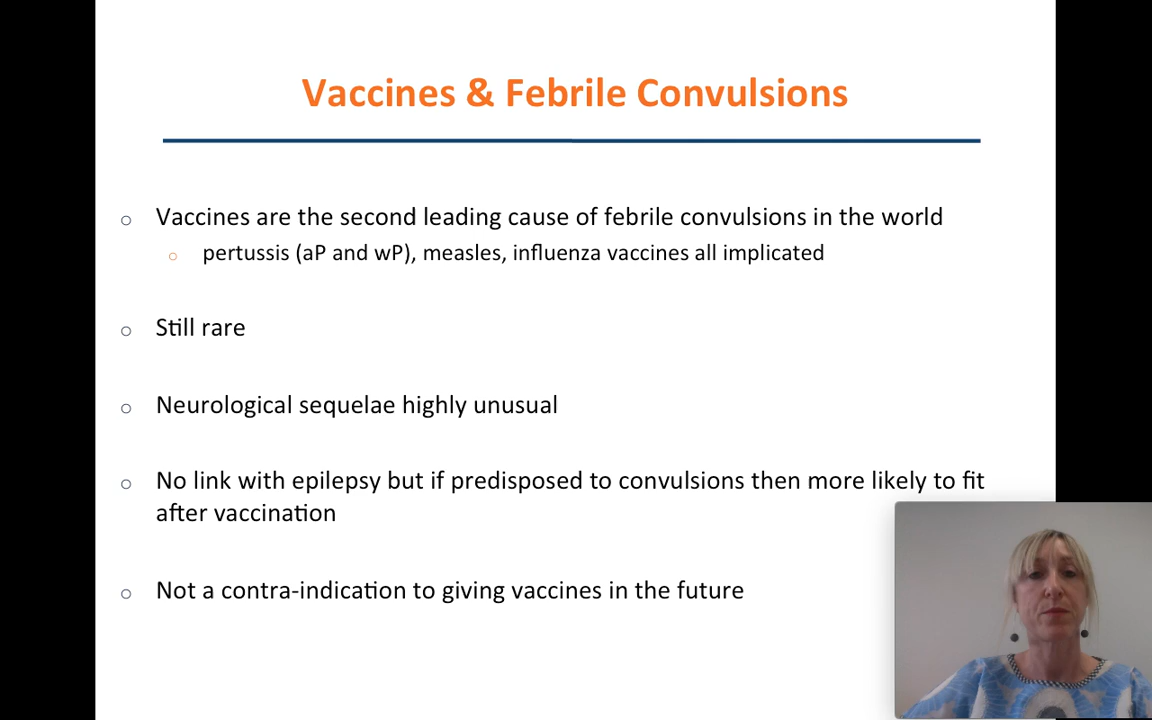 Vaccines & Febrile Convulsions
Vaccines are the second leading cause of febrile convulsions in the world
pertussis (aP and wP), measles, influenza vaccines all implicated
Still rare
Neurological sequelae highly unusual
No link with epilepsy but if predisposed to convulsions then more likely to fit
after vaccination
Not a contra-indication to giving vaccines in the future